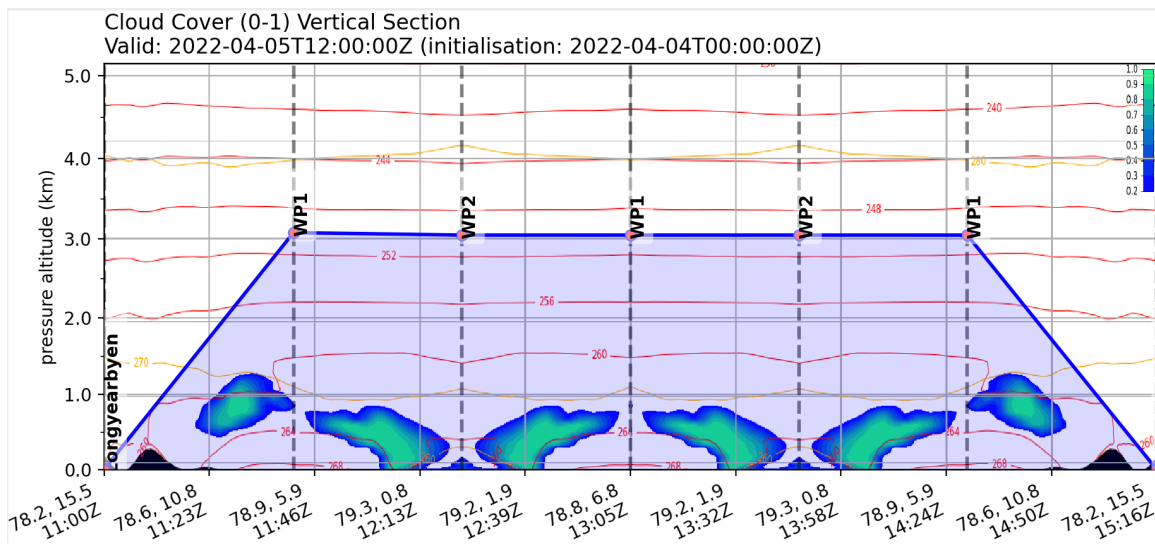 Cloud Cover (0-1) Vertical Section
Valid: 2022-04-05T12:00:00Z (initialisation: 2022-04-04T00:00:00Z)
pressure altitude (km)
5.0
4.0
3.0
2.0
1.0
0.0
1.0
0.9
0.8
0.7
0.6
0.5
0.4
0.3
0.2
240
244
280
248
252
256
270
260
264
264
264
260
268
268
268
ongyearbyen
WP1
WP2
WP1
WP2
WP1
78.2, 15.5
11:00Z
78.6, 10.8
11:23Z
78.9, 5.9
11:46Z
79.3, 0.8
12:13Z
79.2, 1.9
12:39Z
78.8, 6.8
13:05Z
79.2, 1.9
13:32Z
79.3, 0.8
13:58Z
78.9, 5.9
14:24Z
78.6, 10.8
14:50Z
78.2, 15.5
15:16Z